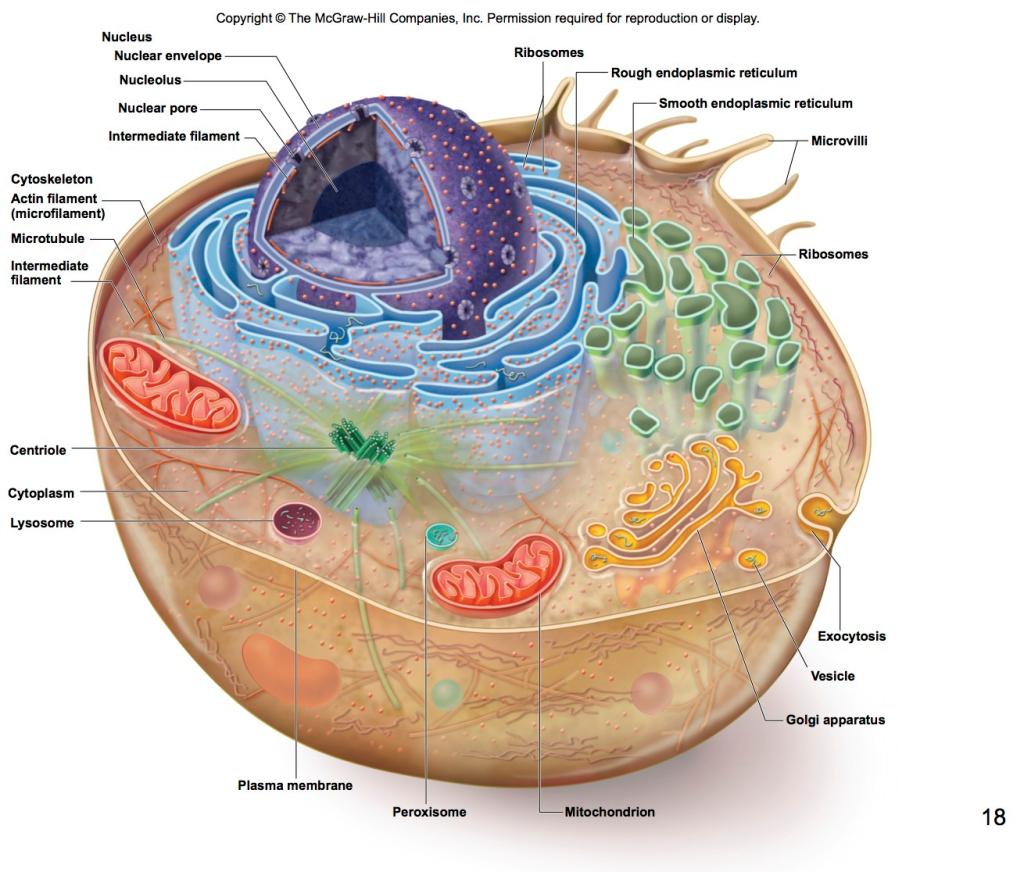 Copyright © The McGraw-Hill Companies, Inc. Permission required for reproduction or display.
Nucleus
Nuclear envelope
Nucleolus
Nuclear pore
Intermediate filament
Cytoskeleton
Actin filament
(microfilament)
Microtubule
Intermediate
filament
Centriole
Cytoplasm
Lysosome
Plasma membrane
Peroxisome
Mitochondrion
Ribosomes
Rough endoplasmic reticulum
Smooth endoplasmic reticulum
Microvilli
Ribosomes
Exocytosis
Vesicle
Golgi apparatus
18